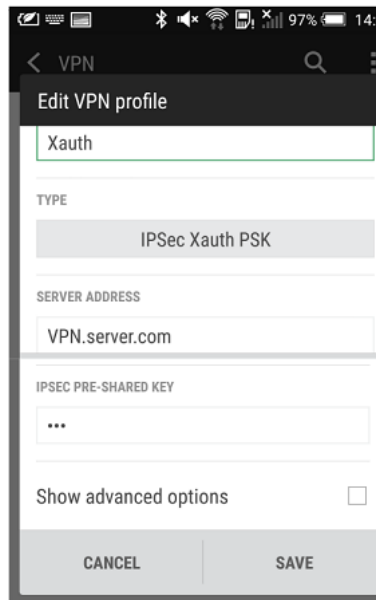 97% 14:
VPN
Edit VPN profile
Xauth
TYPE
IPSec Xauth PSK
SERVER ADDRESS
VPN.server.com
IPSEC PRE-SHARED KEY
•••
Show advanced options
CANCEL SAVE